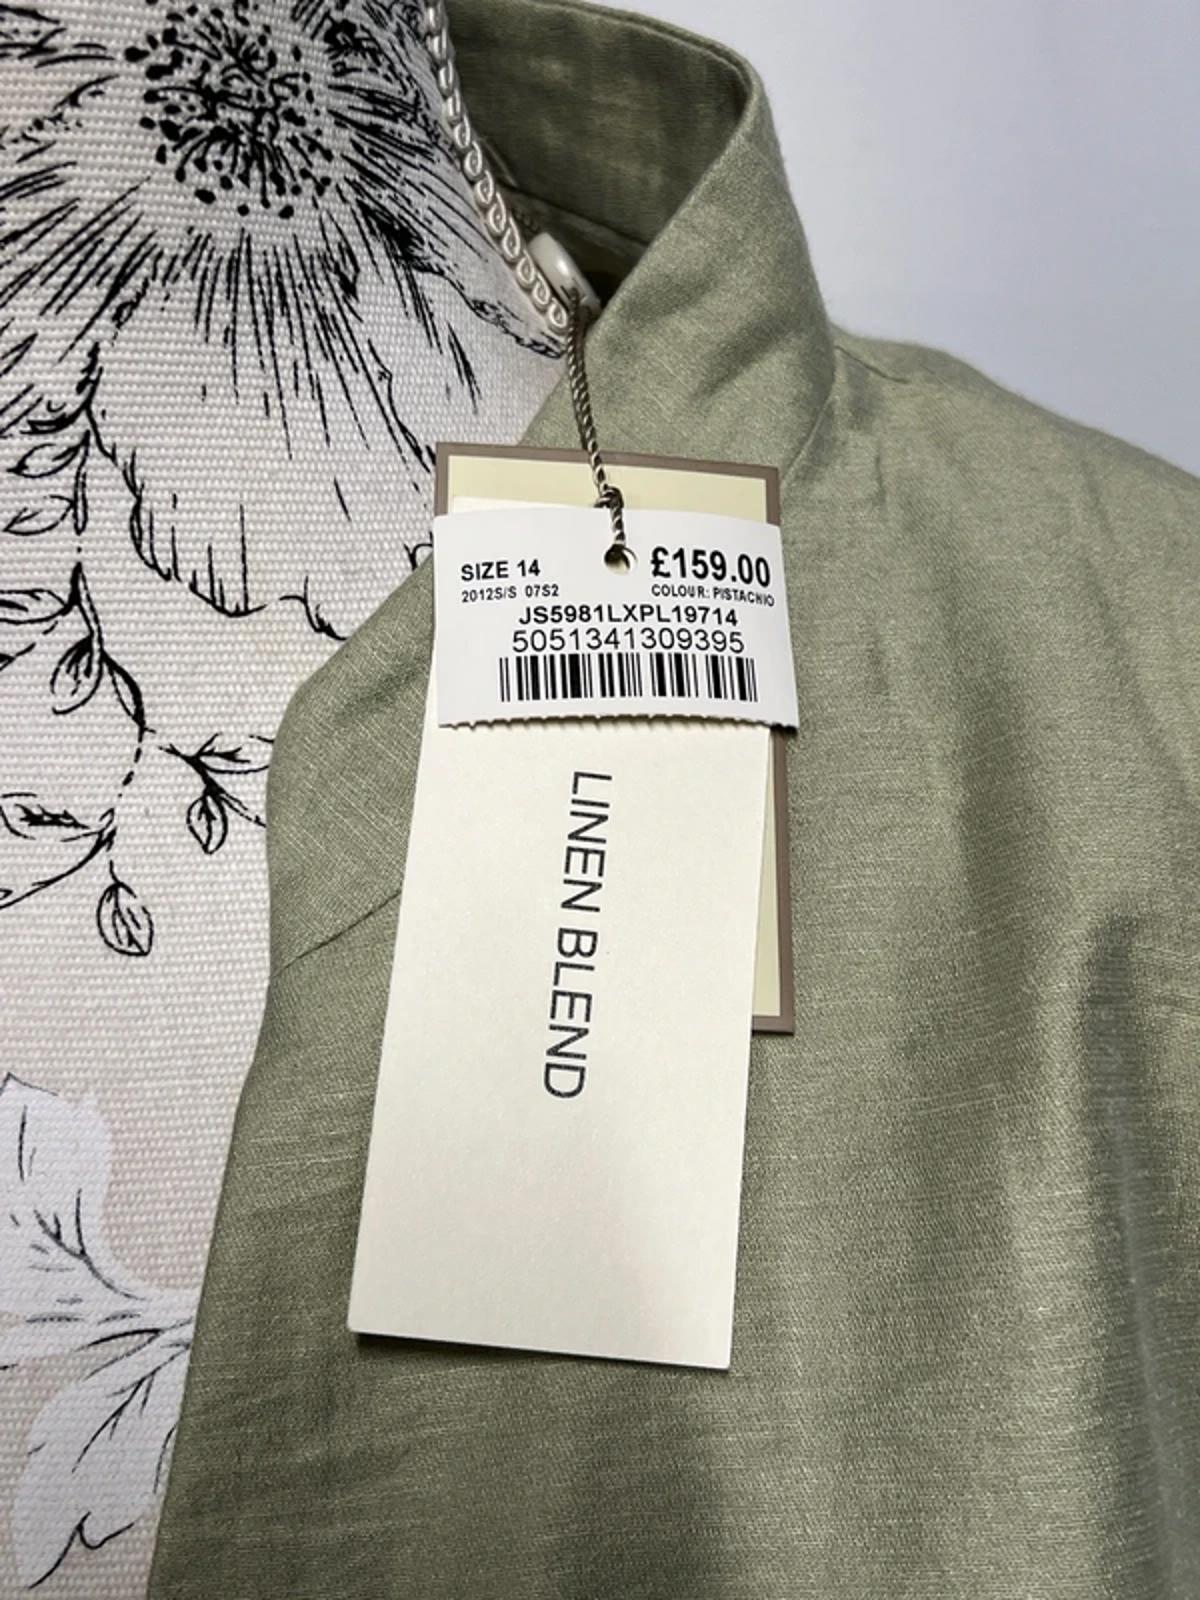 SIZE 14
£159.00
2012S/S 07S2
COLOUR: PISTACHIO
JS5981LXPL19714
5051341309395
LINEN BLEND